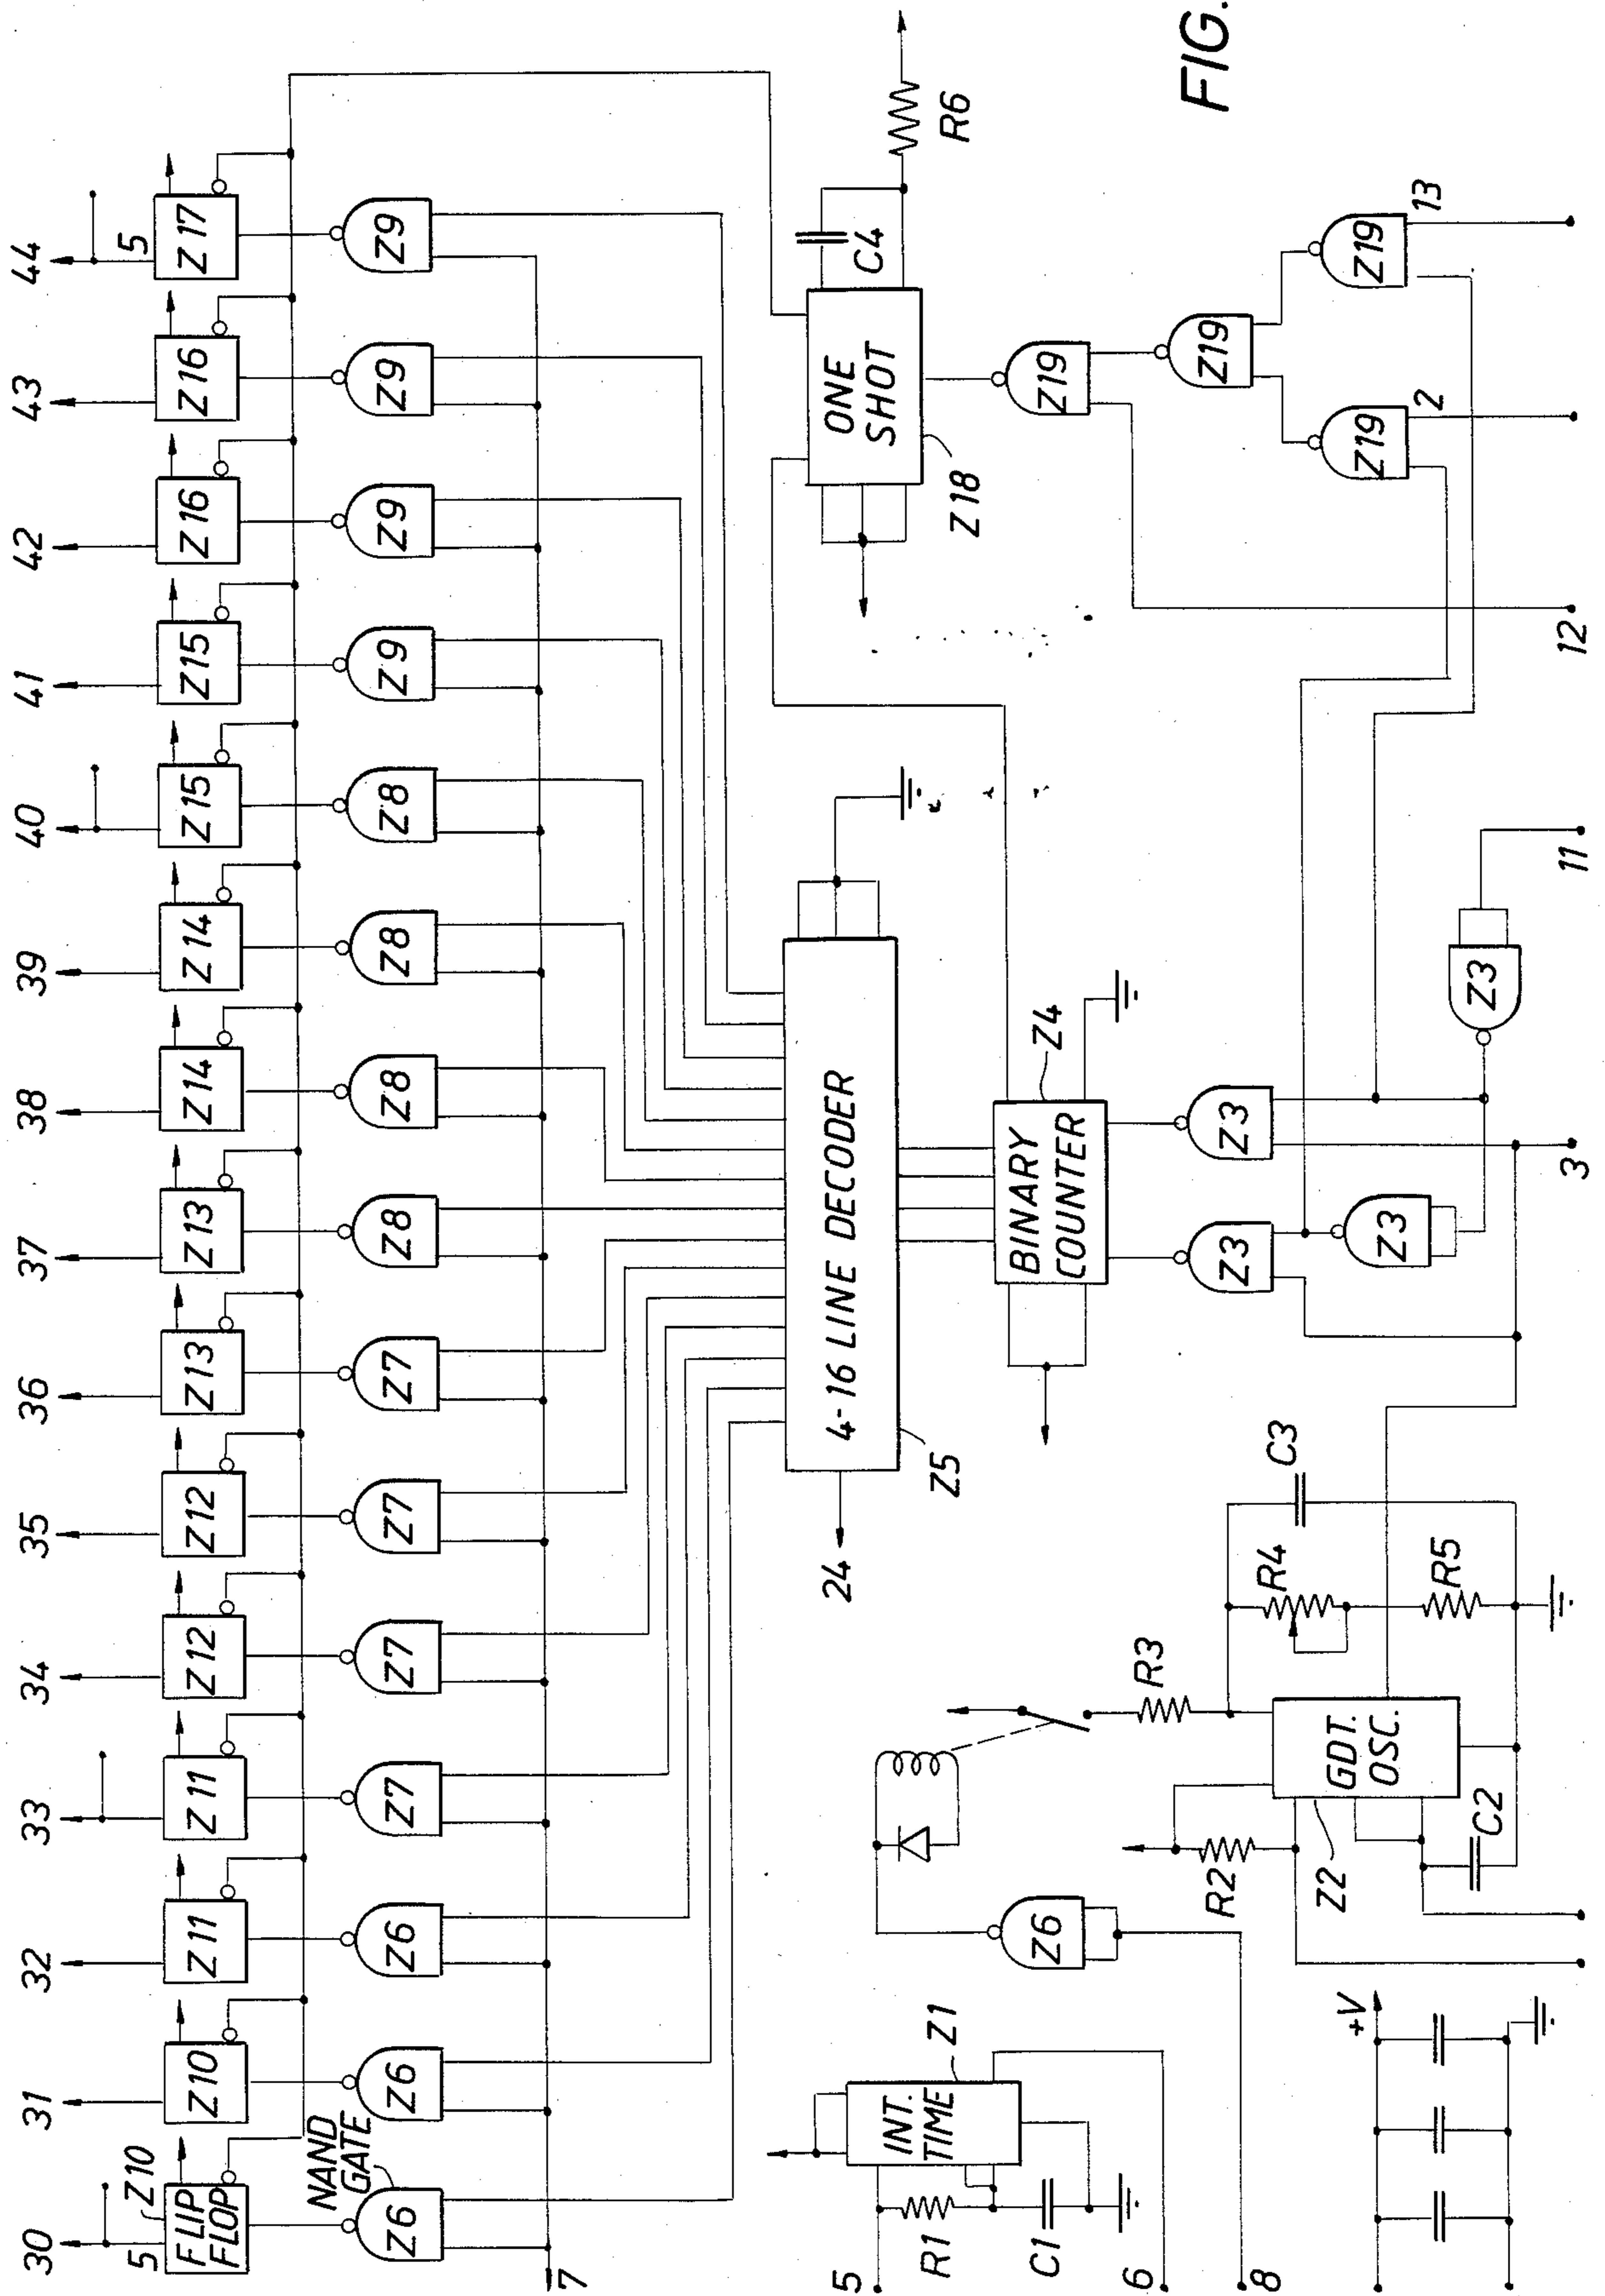 30
31
32
33
34
35
36
37
38
39
40
41
42
43
44
5
Z10
FLIP
FLOP
Z10
Z11
Z11
Z12
Z12
Z13
Z13
Z14
Z14
Z15
Z15
Z16
Z16
5
Z17
NAND
GATE
Z6
Z6
Z6
Z7
Z7
Z7
Z7
Z8
Z8
Z8
Z8
Z9
Z9
Z9
Z9
7
24
4-16 LINE DECODER
Z5
ONE
SHOT
Z18
C4
R6
5
R1
C1
INT.
TIME
Z1
6
8
Z6
R3
R2
GDT.
OSC.
Z2
C2
R4
R5
C3
BINARY
COUNTER
Z4
Z3
Z3
Z3
Z3
3
11
Z19
Z19
Z19
2
Z19
13
12
+V
FIG.